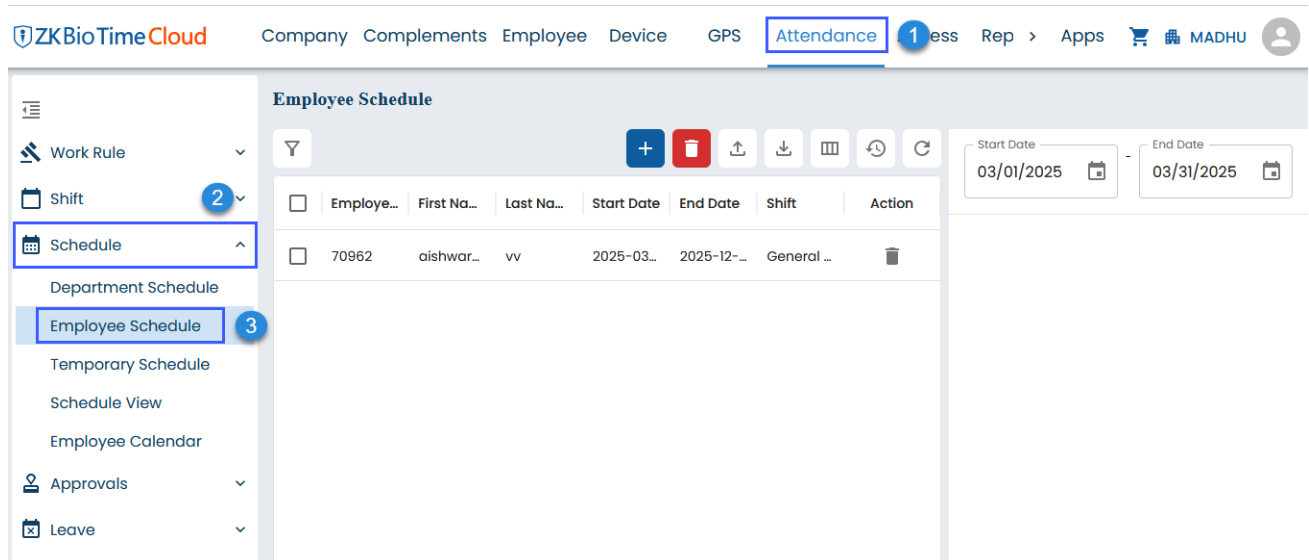 ZKBioTime Cloud
Company Complements Employee Device GPS Attendance 1 ess Rep > Apps MADHU
Employee Schedule
Work Rule
Shift 2
Schedule
Department Schedule
Employee Schedule 3
Temporary Schedule
Schedule View
Employee Calendar
Approvals
Leave
Start Date
03/01/2025
-
End Date
03/31/2025
Employe... First Na... Last Na... Start Date End Date Shift Action
70962 aishwar... vv 2025-03... 2025-12-... General ...